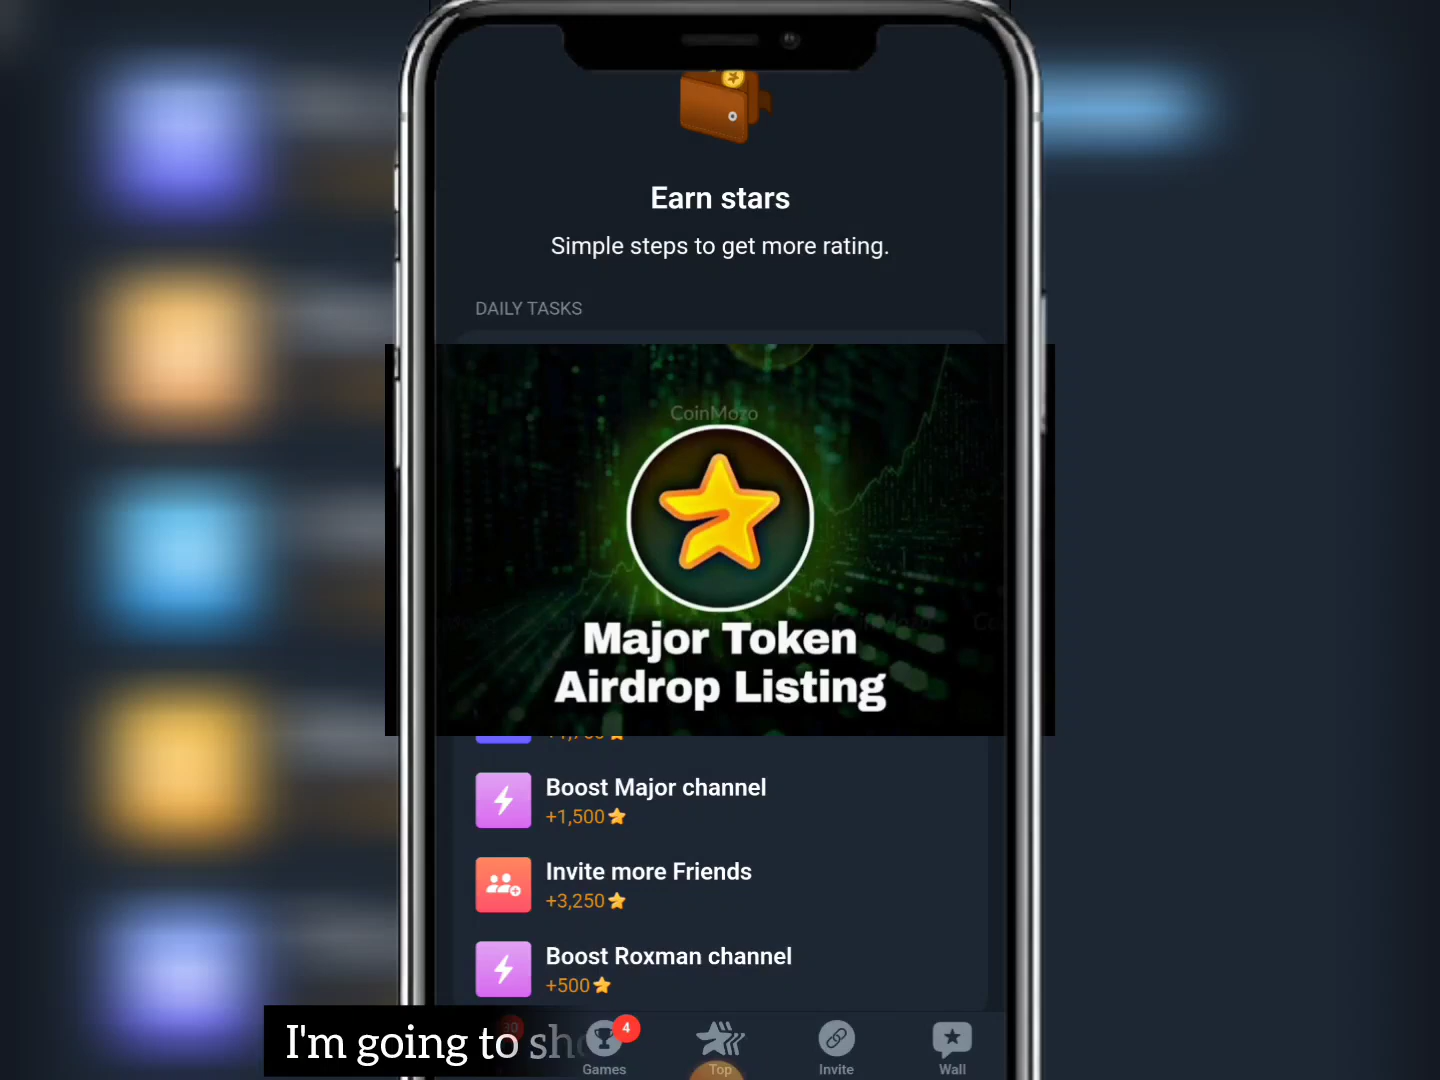 Earn stars
Simple steps to get more rating.
DAILY TASKS
CoinMozo
Major Token
Airdrop Listing
Boost Major channel
+1,500
Invite more Friends
+3,250
Boost Roxman channel
+500
30
4
Games
Top
Invite
Wall
I'm going to